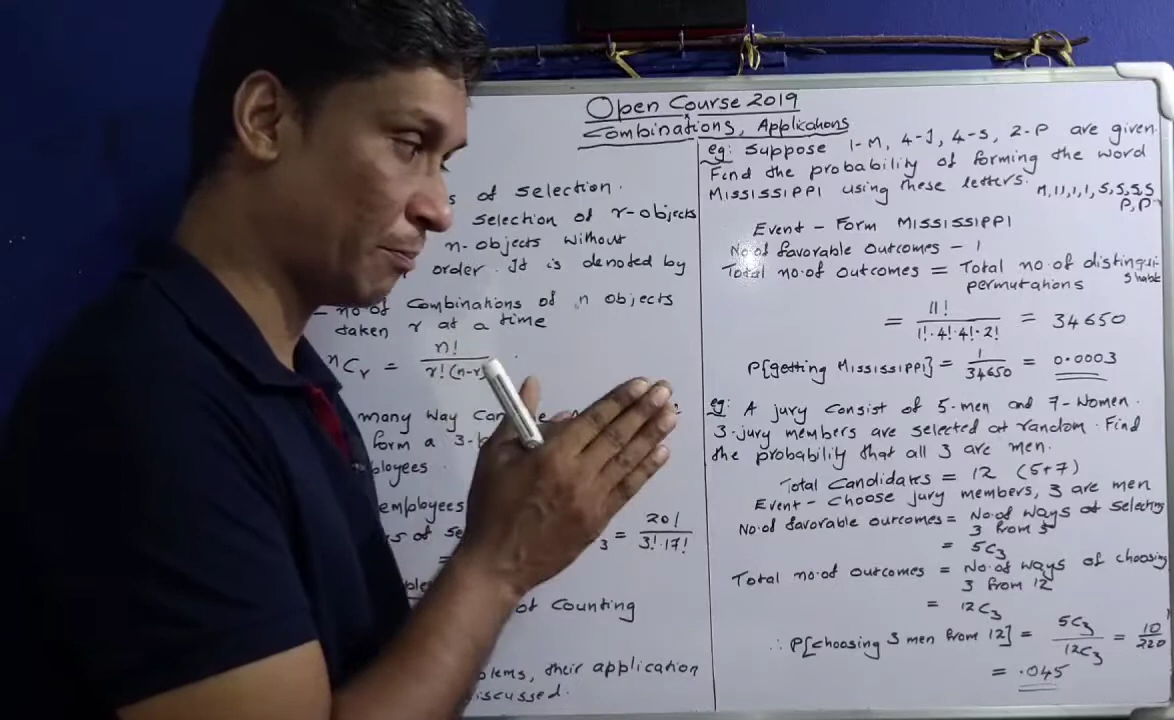 Open Course 2019
Combinations, Applications
s of selection.
selection of r-objects
n-objects without
order. It is denoted by
no of combinations of n objects
taken r at a time
nCr = n! / r!(n-r)
many way can
form a 3-
ployees.
employees
s of se
3 = 20! / 3!·17!
of counting
blems, their application
iscussed.
eg: Suppose 1-M, 4-I, 4-S, 2-P are given.
Find the probability of forming the word
MISSISSIPPI using these letters. M, I, I, I, I, S, S, S, S
P, P
Event - Form MISSISSIPPI
No. of favorable outcomes - 1
Total no. of outcomes = Total no. of distingui-
shable
permutations
= 11! / 1!·4!·4!·2! = 34650
P[getting MISSISSIPPI] = 1/34650 = 0.0003
eg: A jury consist of 5-men and 7-women.
3-jury members are selected at random. Find
the probability that all 3 are men.
Total candidates = 12 (5+7)
Event - choose jury members, 3 are men
No. of favorable outcomes = No. of ways of selecting
3 from 5
= 5C3
Total no. of outcomes = No. of ways of choosing
3 from 12
= 12C3
∴ P[choosing 3 men from 12] = 5C3 / 12C3 = 10/220
= .045